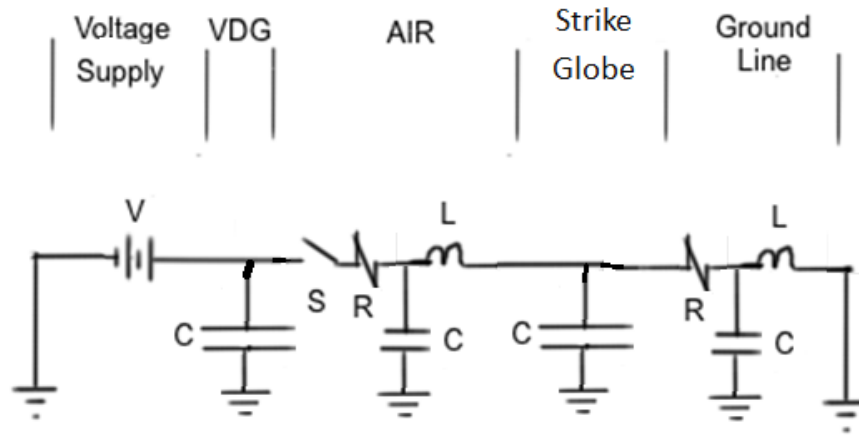 Voltage
Supply
VDG
AIR
Strike
Globe
Ground
Line
V
L
L
S
R
R
C
C
C
C